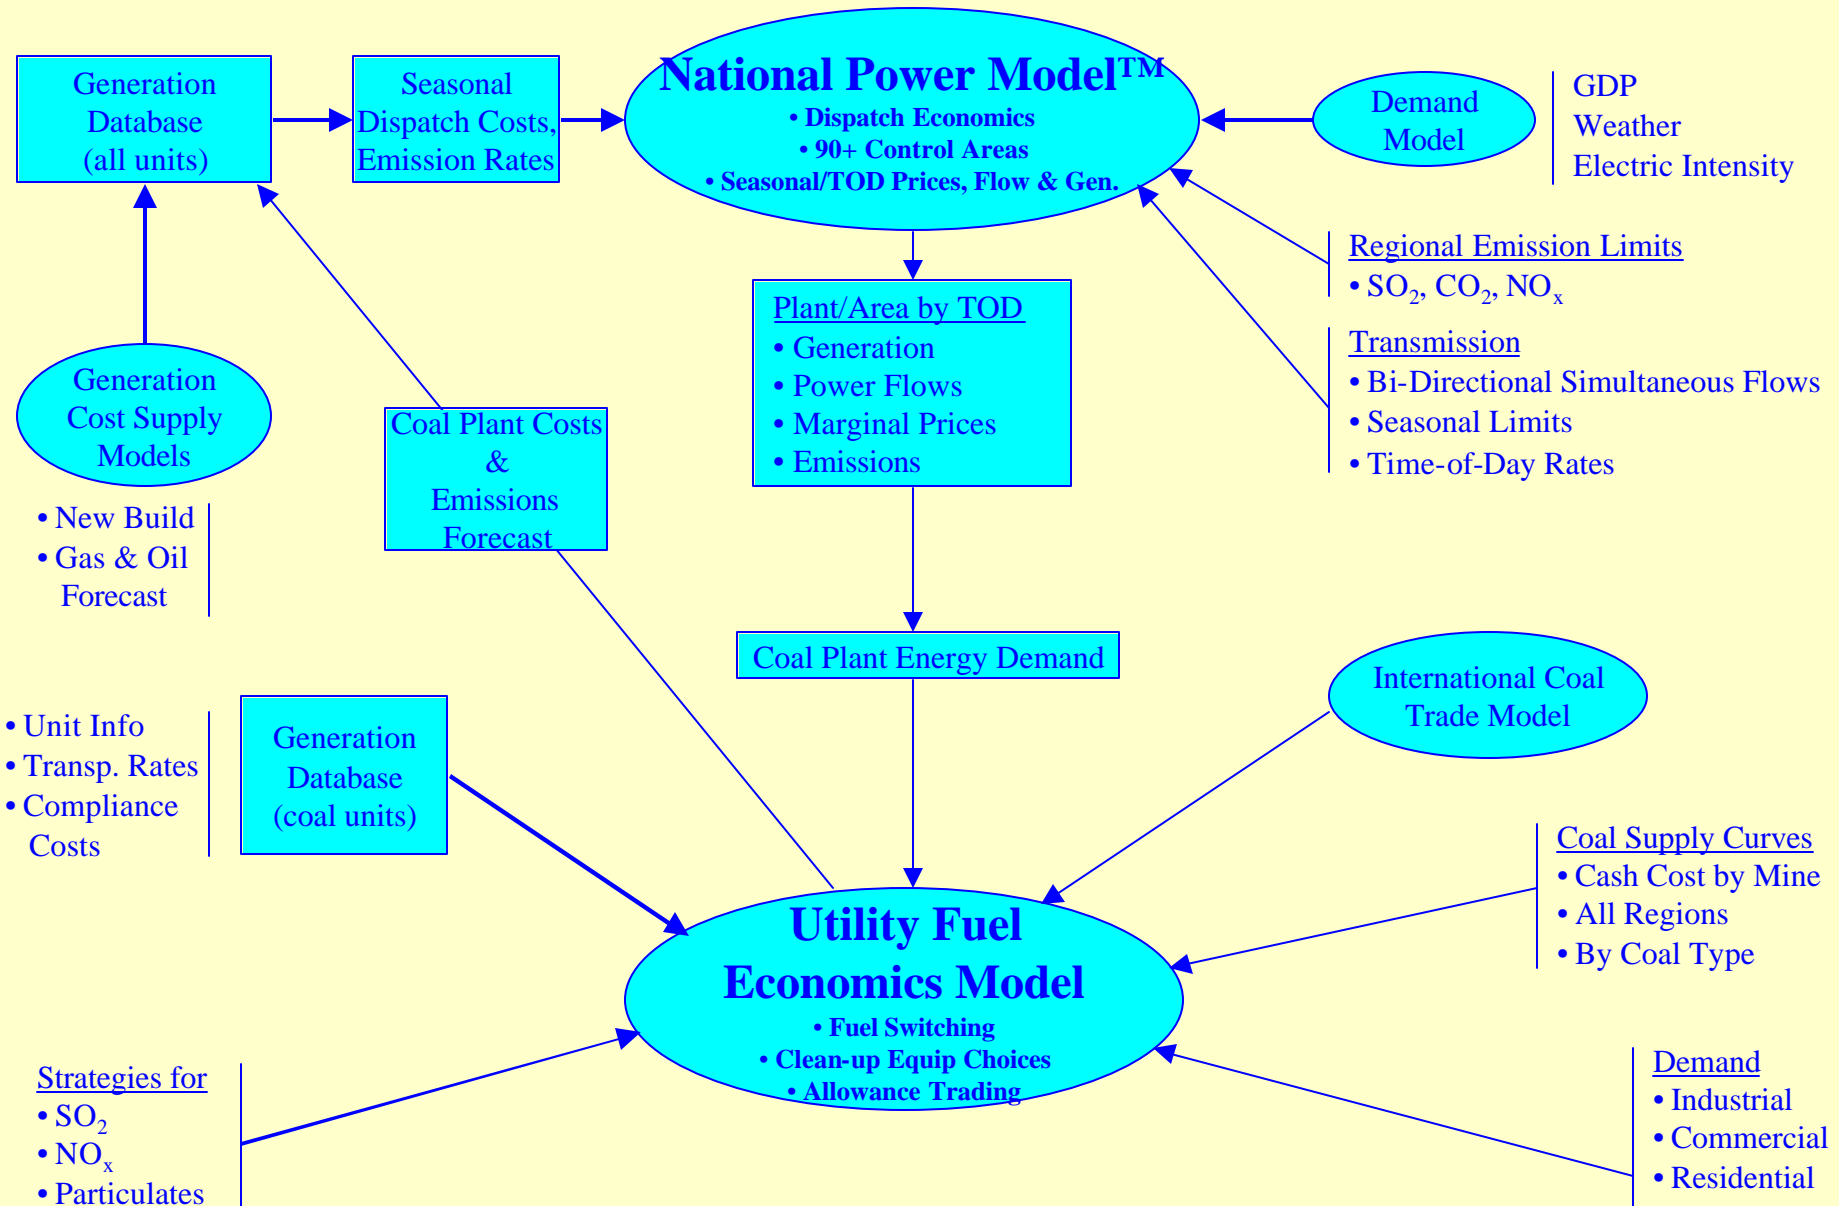 Generation
Database
(all units)
Seasonal
Dispatch Costs,
Emission Rates
National Power Model™
• Dispatch Economics
• 90+ Control Areas
• Seasonal/TOD Prices, Flow & Gen.
Demand
Model
GDP
Weather
Electric Intensity
Regional Emission Limits
• SO₂, CO₂, NOₓ
Transmission
• Bi-Directional Simultaneous Flows
• Seasonal Limits
• Time-of-Day Rates
Plant/Area by TOD
• Generation
• Power Flows
• Marginal Prices
• Emissions
Generation
Cost Supply
Models
• New Build
• Gas & Oil
Forecast
Coal Plant Costs
&
Emissions
Forecast
Coal Plant Energy Demand
International Coal
Trade Model
• Unit Info
• Transp. Rates
• Compliance
Costs
Generation
Database
(coal units)
Coal Supply Curves
• Cash Cost by Mine
• All Regions
• By Coal Type
Utility Fuel
Economics Model
• Fuel Switching
• Clean-up Equip Choices
• Allowance Trading
Strategies for
• SO₂
• NOₓ
• Particulates
Demand
• Industrial
• Commercial
• Residential